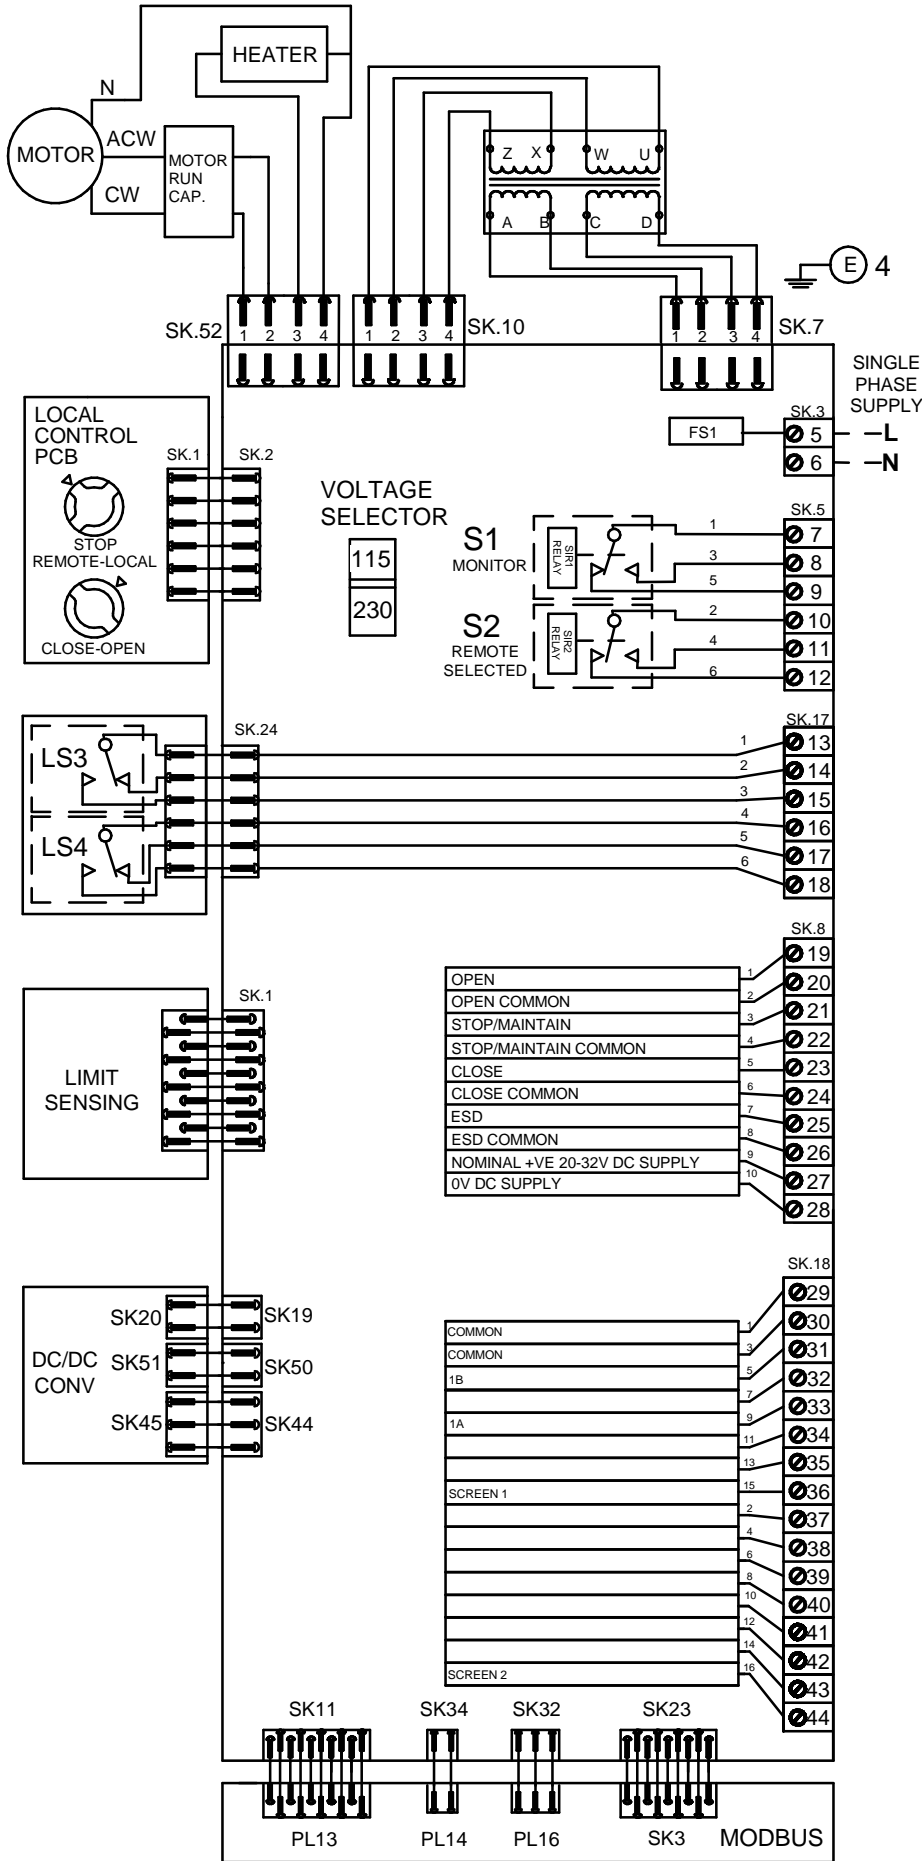 HEATER
N
MOTOR
ACW
CW
MOTOR
RUN
CAP.
Z X W U
A B C D
E 4
SK.52
1 2 3 4
1 2 3 4
SK.10
1 2 3 4
SK.7
SINGLE
PHASE
SUPPLY
SK.3
FS1
5 L
6 N
LOCAL
CONTROL
PCB
STOP
REMOTE-LOCAL
CLOSE-OPEN
SK.1 SK.2
VOLTAGE
SELECTOR
115
230
S1
MONITOR
SIR1
RELAY
S2
REMOTE
SELECTED
SIR2
RELAY
SK.5
1 7
3 8
5 9
2 10
4 11
6 12
LS3
LS4
SK.24
SK.17
1 13
2 14
3 15
4 16
5 17
6 18
LIMIT
SENSING
SK.1
SK.8
OPEN 1 19
OPEN COMMON 2 20
STOP/MAINTAIN 3 21
STOP/MAINTAIN COMMON 4 22
CLOSE 5 23
CLOSE COMMON 6 24
ESD 7 25
ESD COMMON 8 26
NOMINAL +VE 20-32V DC SUPPLY 9 27
0V DC SUPPLY 10 28
DC/DC
CONV
SK20 SK19
SK51 SK50
SK45 SK44
SK.18
COMMON 1 29
COMMON 3 30
1B 5 31
7 32
1A 9 33
11 34
13 35
SCREEN 1 15 36
2 37
4 38
6 39
8 40
10 41
12 42
14 43
SCREEN 2 16 44
SK11 SK34 SK32 SK23
PL13 PL14 PL16 SK3 MODBUS